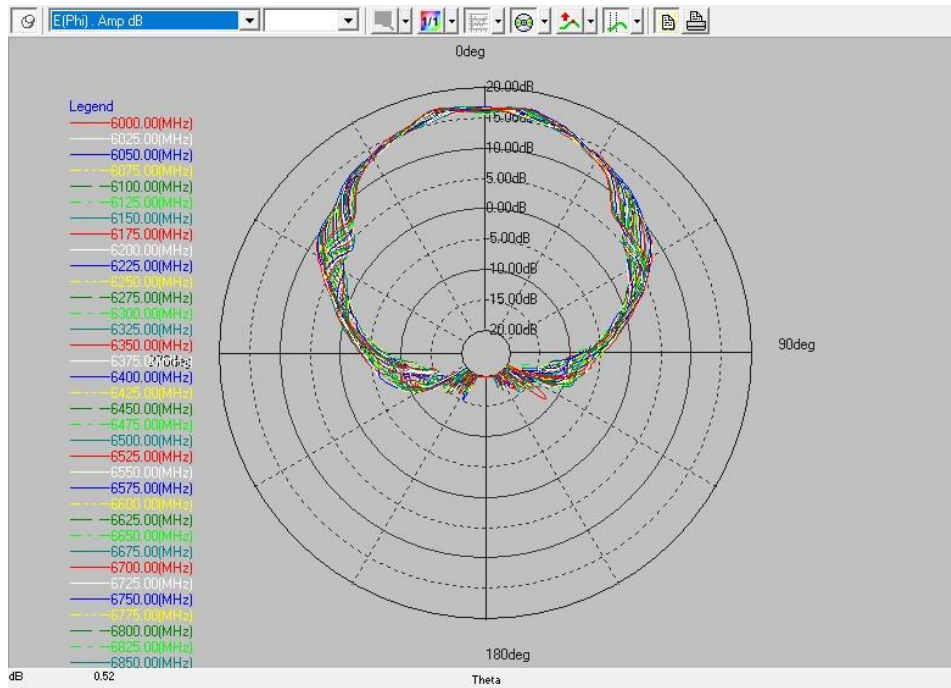 E(Phi) . Amp dB
1/1
0deg
20.00dB
15.00dB
10.00dB
5.00dB
0.00dB
-5.00dB
-10.00dB
-15.00dB
-20.00dB
90deg
270deg
180deg
Legend
6000.00(MHz)
6025.00(MHz)
6050.00(MHz)
6075.00(MHz)
6100.00(MHz)
6125.00(MHz)
6150.00(MHz)
6175.00(MHz)
6200.00(MHz)
6225.00(MHz)
6250.00(MHz)
6275.00(MHz)
6300.00(MHz)
6325.00(MHz)
6350.00(MHz)
6375.00(MHz)
6400.00(MHz)
6425.00(MHz)
6450.00(MHz)
6475.00(MHz)
6500.00(MHz)
6525.00(MHz)
6550.00(MHz)
6575.00(MHz)
6600.00(MHz)
6625.00(MHz)
6650.00(MHz)
6675.00(MHz)
6700.00(MHz)
6725.00(MHz)
6750.00(MHz)
6775.00(MHz)
6800.00(MHz)
6825.00(MHz)
6850.00(MHz)
dB 0.52 Theta